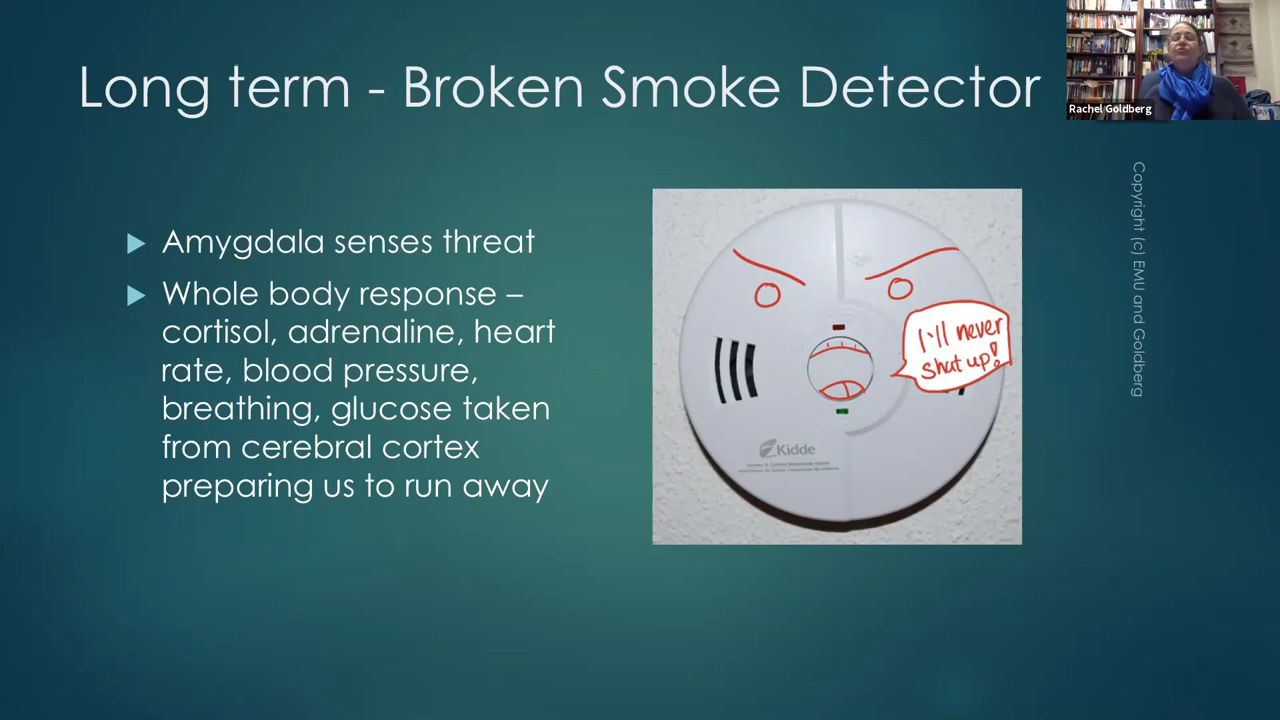 Long term - Broken Smoke Detector
Rachel Goldberg
Amygdala senses threat
Whole body response –
cortisol, adrenaline, heart
rate, blood pressure,
breathing, glucose taken
from cerebral cortex
preparing us to run away
I'll never
shut up!
Kidde
Copyright (c) EMU and Goldberg